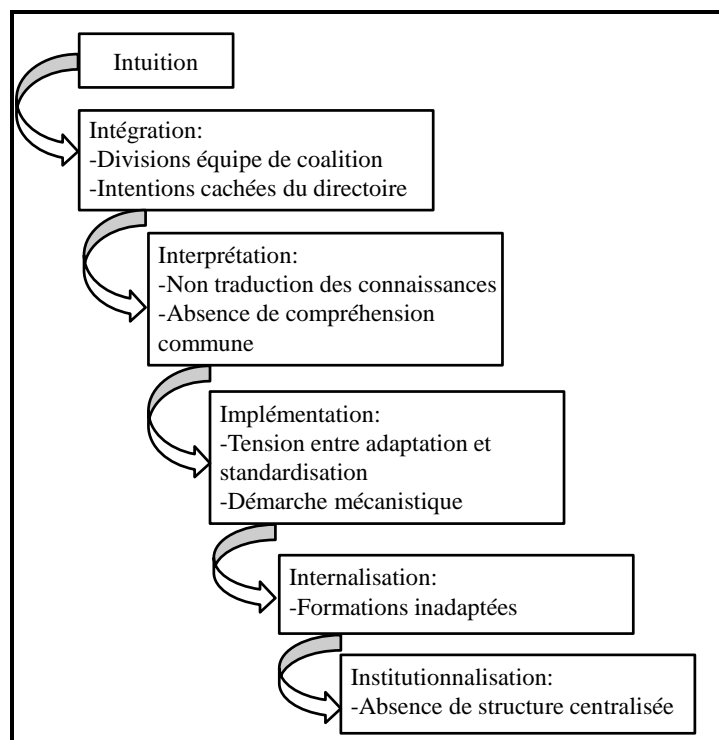 Intuition
Intégration:
-Divisions équipe de coalition
-Intentions cachées du directoire
Interprétation:
-Non traduction des connaissances
-Absence de compréhension
commune
Implémentation:
-Tension entre adaptation et
standardisation
-Démarche mécanistique
Internalisation:
-Formations inadaptées
Institutionnalisation:
-Absence de structure centralisée